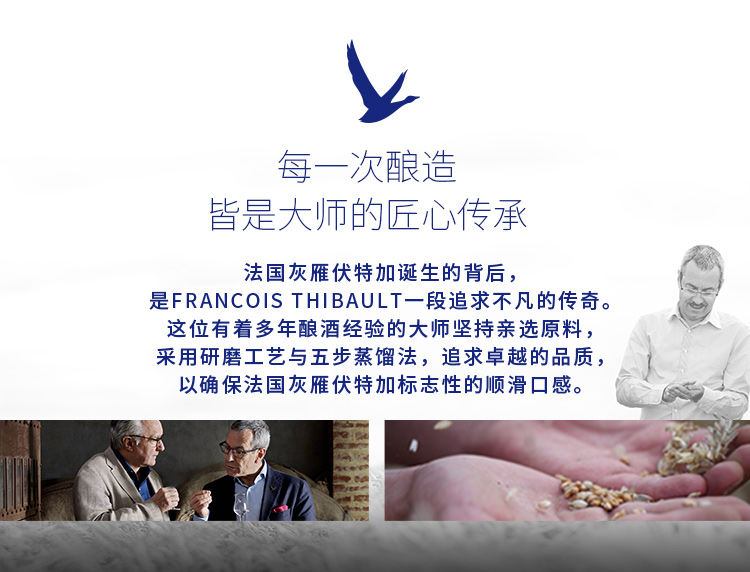 每一次酿造
皆是大师的匠心传承
法国灰雁伏特加诞生的背后，
是FRANCOIS THIBAULT一段追求不凡的传奇。
这位有着多年酿酒经验的大师坚持亲选原料，
采用研磨工艺与五步蒸馏法，追求卓越的品质，
以确保法国灰雁伏特加标志性的顺滑口感。